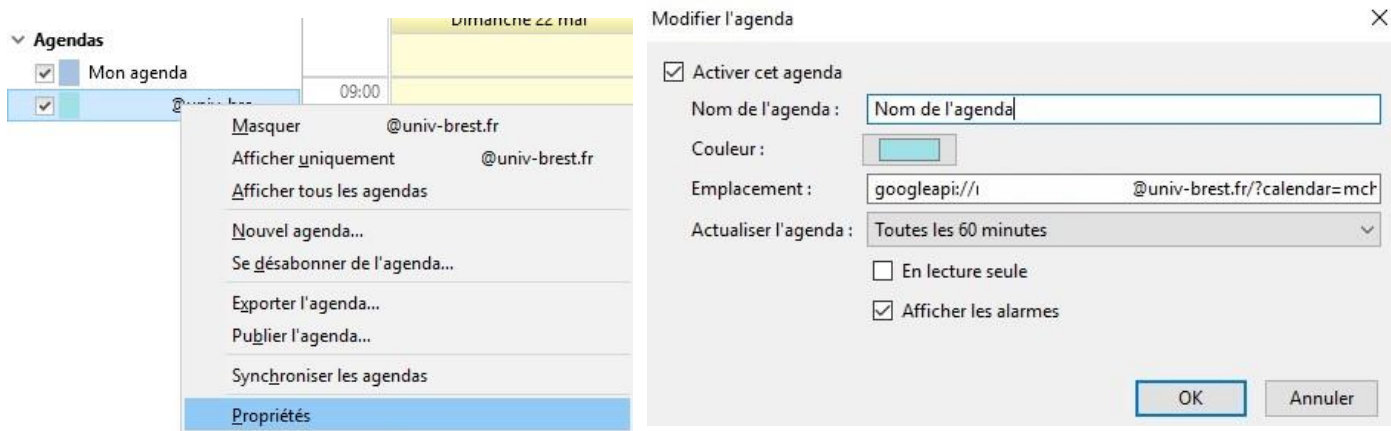 Dimanche 22 mai
Agendas
Mon agenda
@univ-bre
09:00
Masquer @univ-brest.fr
Afficher uniquement @univ-brest.fr
Afficher tous les agendas
Nouvel agenda...
Se désabonner de l'agenda...
Exporter l'agenda...
Publier l'agenda...
Synchroniser les agendas
Propriétés
Modifier l'agenda
Activer cet agenda
Nom de l'agenda : Nom de l'agenda
Couleur :
Emplacement : googleapi:// @univ-brest.fr/?calendar=mch
Actualiser l'agenda : Toutes les 60 minutes
En lecture seule
Afficher les alarmes
OK Annuler